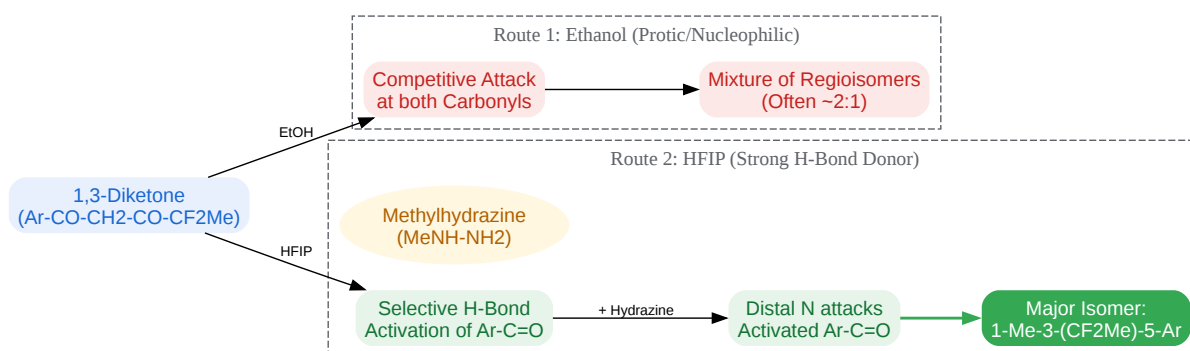 Route 1: Ethanol (Protic/Nucleophilic)
Competitive Attack
at both Carbonyls
Mixture of Regioisomers
(Often ~2:1)
EtOH
Route 2: HFIP (Strong H-Bond Donor)
1,3-Diketone
(Ar-CO-CH2-CO-CF2Me)
Methylhydrazine
(MeNH-NH2)
HFIP
Selective H-Bond
Activation of Ar-C=O
+ Hydrazine
Distal N attacks
Activated Ar-C=O
Major Isomer:
1-Me-3-(CF2Me)-5-Ar